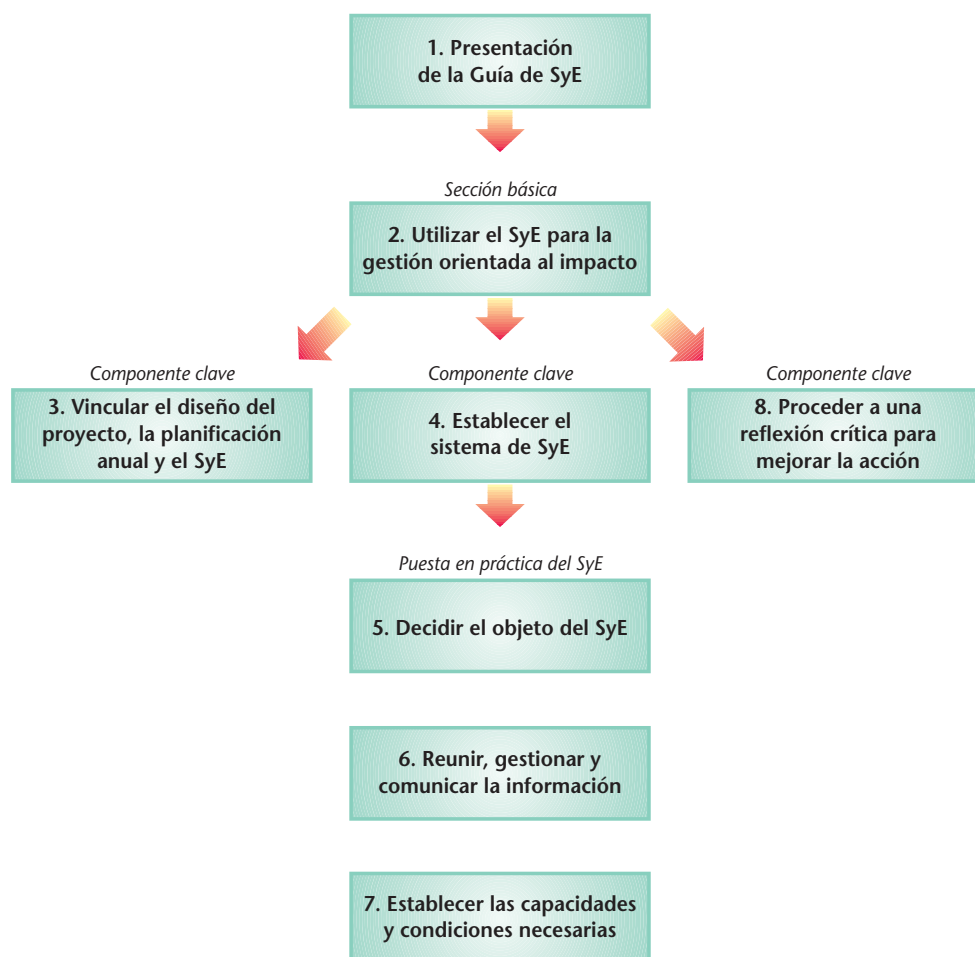 1. Presentación
de la Guía de SyE
Sección básica
2. Utilizar el SyE para la
gestión orientada al impacto
Componente clave
3. Vincular el diseño del
proyecto, la planificación
anual y el SyE
Componente clave
4. Establecer el
sistema de SyE
Componente clave
8. Proceder a una
reflexión crítica para
mejorar la acción
Puesta en práctica del SyE
5. Decidir el objeto del SyE
6. Reunir, gestionar y
comunicar la información
7. Establecer las capacidades
y condiciones necesarias